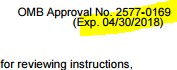 OMB Approval No. 2577-0169
(Exp. 04/30/2018)
for reviewing instructions,